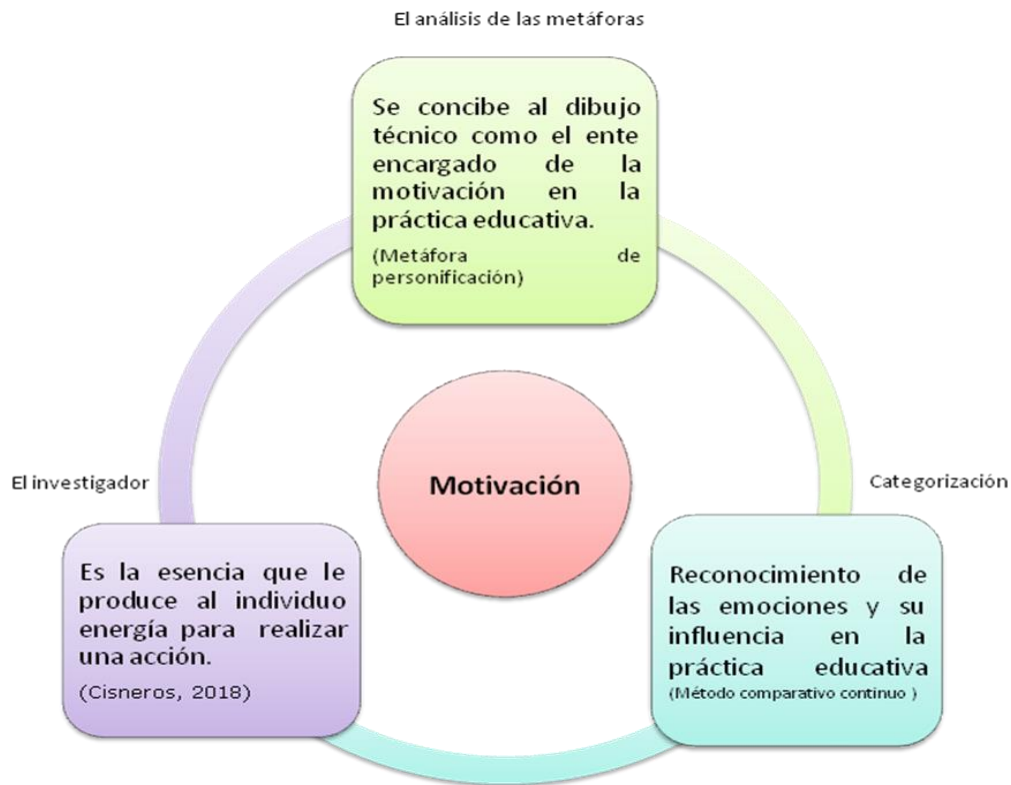 El análisis de las metáforas
Se concibe al dibujo
técnico como el ente
encargado de la
motivación en la
práctica educativa.
(Metáfora de
personificación)
Motivación
El investigador
Es la esencia que le
produce al individuo
energía para realizar
una acción.
(Cisneros, 2018)
Categorización
Reconocimiento de
las emociones y su
influencia en la
práctica educativa
(Método comparativo continuo )